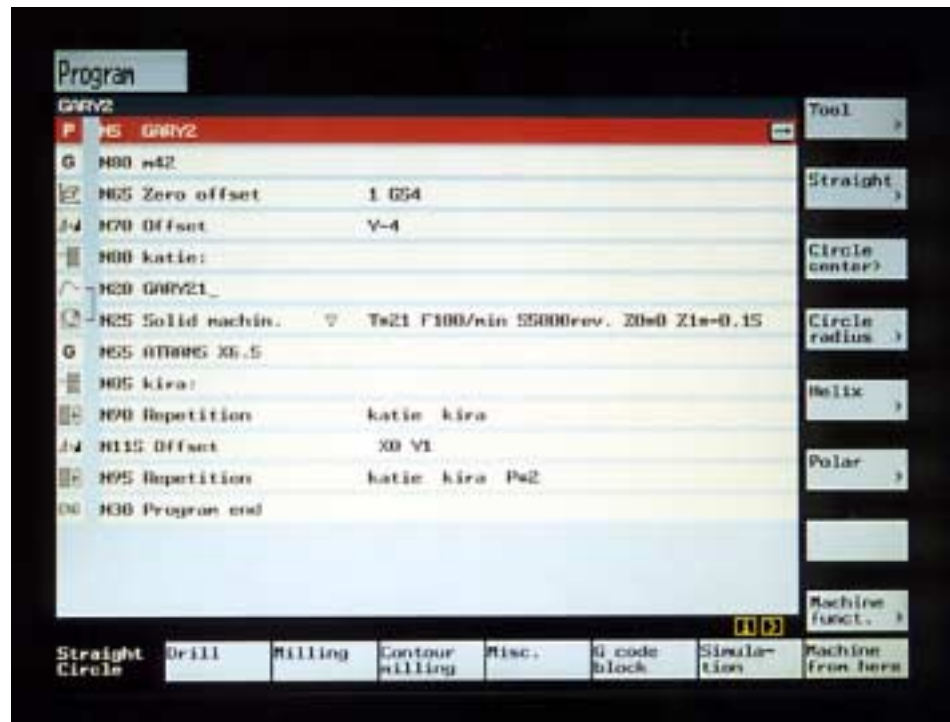 Program
GARY2
P N5 GARY2
G N80 m42
N65 Zero offset 1 G54
N70 Offset Y-4
N80 katie:
N20 GARY21_
N25 Solid machin. ▽ T=21 F100/min S5000rev. Z0=0 Z1=-0.1S
G N55 ATRANS X6.5
N85 kira:
N90 Repetition katie kira
N115 Offset X0 Y1
N95 Repetition katie kira P=2
END N30 Program end
Tool
Straight
Circle
center>
Circle
radius
Helix
Polar
Machine
funct.
Straight
Circle
Drill
Milling
Contour
milling
Misc.
G code
block
Simula-
tion
Machine
from here